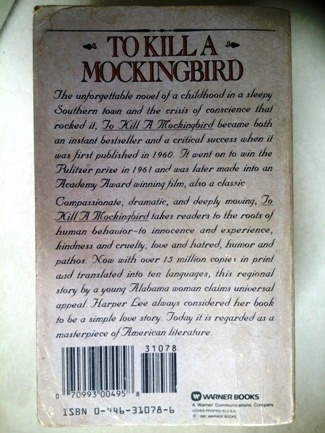 TO KILL A
MOCKINGBIRD
The unforgettable novel of a childhood in a sleepy
Southern town and the crisis of conscience that
rocked it, To Kill A Mockingbird became both
an instant bestseller and a critical success when it
was first published in 1960. It went on to win the
Pulitzer prize in 1961 and was later made into an
Academy Award winning film, also a classic
Compassionate, dramatic, and deeply moving, To
Kill A Mockingbird takes readers to the roots of
human behavior-to innocence and experience,
kindness and cruelty, love and hatred, humor and
pathos. Now with over 15 million copies in print
and translated into ten languages, this regional
story by a young Alabama woman claims universal
appeal. Harper Lee always considered her book
to be a simple love story. Today it is regarded as a
masterpiece of American literature.
31078
0 70993 00495 8
ISBN 0-446-31078-6
W WARNER BOOKS
A Warner Communications Company
COVER PRINTED IN U.S.A.